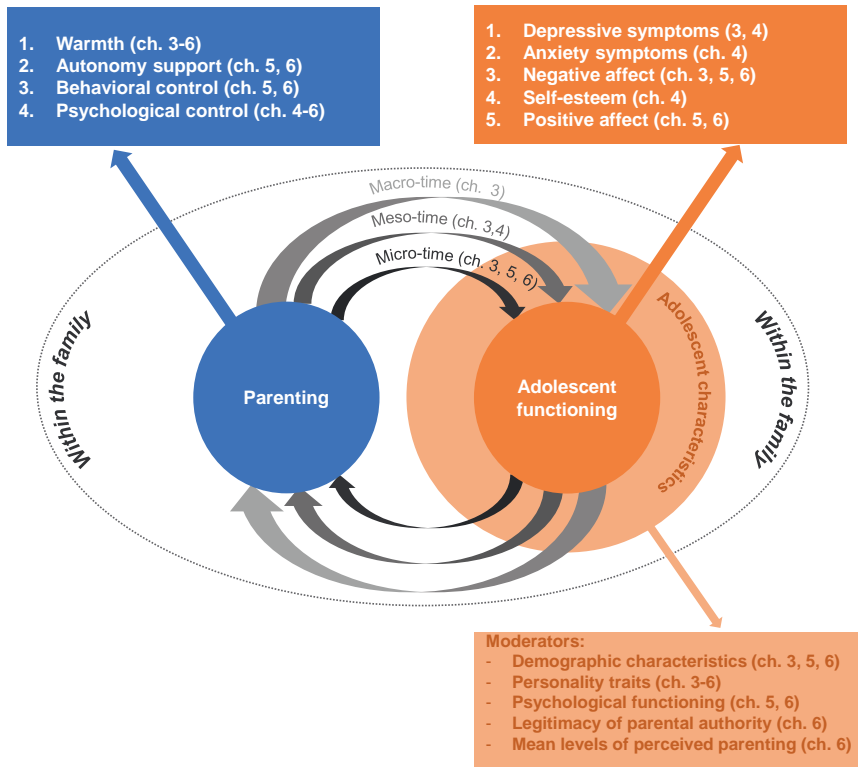 1. Warmth (ch. 3-6)
2. Autonomy support (ch. 5, 6)
3. Behavioral control (ch. 5, 6)
4. Psychological control (ch. 4-6)
1. Depressive symptoms (3, 4)
2. Anxiety symptoms (ch. 4)
3. Negative affect (ch. 3, 5, 6)
4. Self-esteem (ch. 4)
5. Positive affect (ch. 5, 6)
Macro-time (ch. 3)
Meso-time (ch. 3,4)
Micro-time (ch. 3, 5, 6)
Within the family
Parenting
Adolescent
functioning
Adolescent characteristics
Within the family
Moderators:
- Demographic characteristics (ch. 3, 5, 6)
- Personality traits (ch. 3-6)
- Psychological functioning (ch. 5, 6)
- Legitimacy of parental authority (ch. 6)
- Mean levels of perceived parenting (ch. 6)